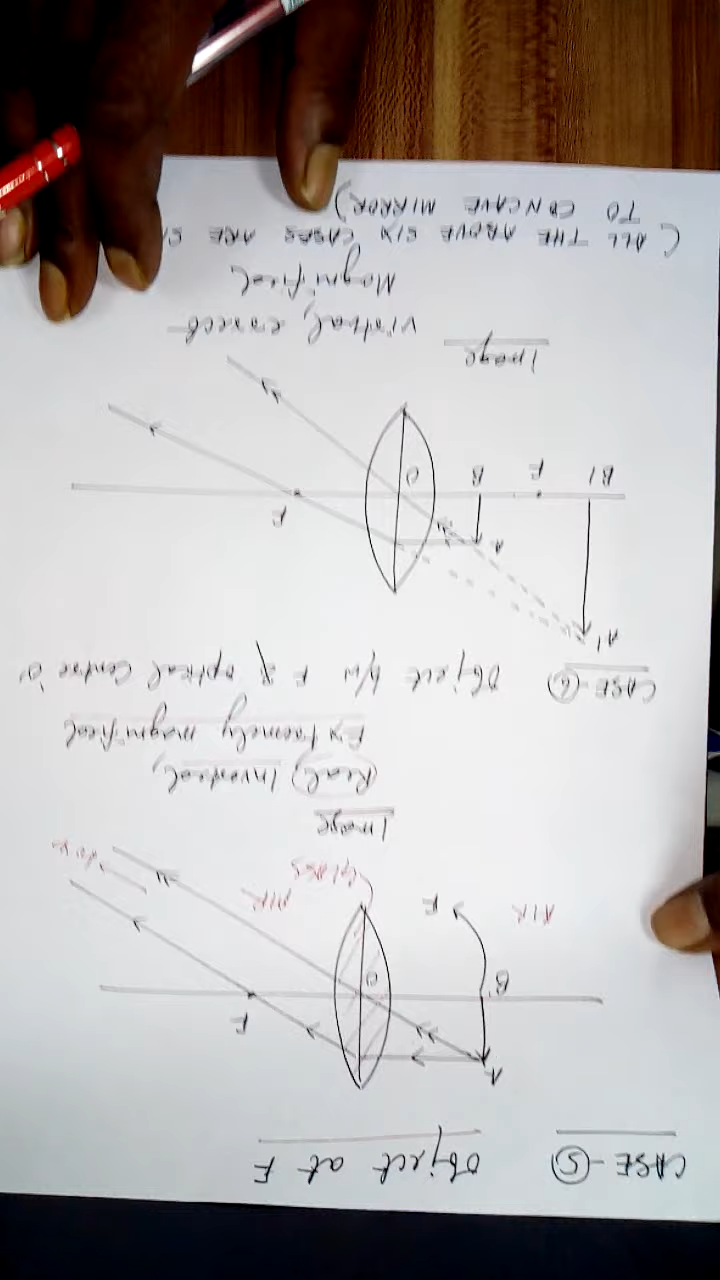 CASE-5 Object at F
A
B
O
F
F
AIR
AIR
GLASS
Image
Real, Inverted,
Extremely magnified
CASE-6 Object b/w F & optical centre 'o'
A'
A
B'
F
B
O
F
Image
Virtual, erect
Magnified
(ALL THE ABOVE SIX CASES ARE
TO CONCAVE MIRROR)